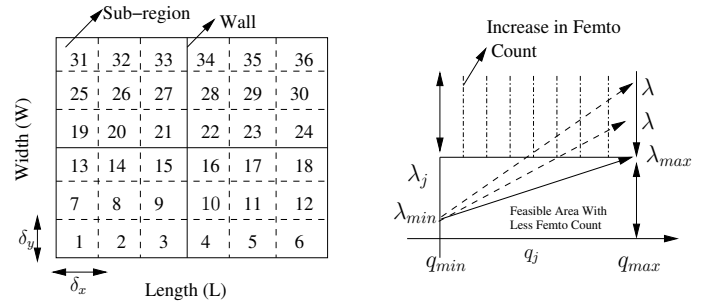 Sub-region
Wall
31 32 33 34 35 36
25 26 27 28 29 30
19 20 21 22 23 24
13 14 15 16 17 18
7 8 9 10 11 12
1 2 3 4 5 6
Width (W)
δy
δx
Length (L)
Increase in Femto
Count
λ
λ
λmax
λj
λmin
Feasible Area With
Less Femto Count
qmin
qj
qmax